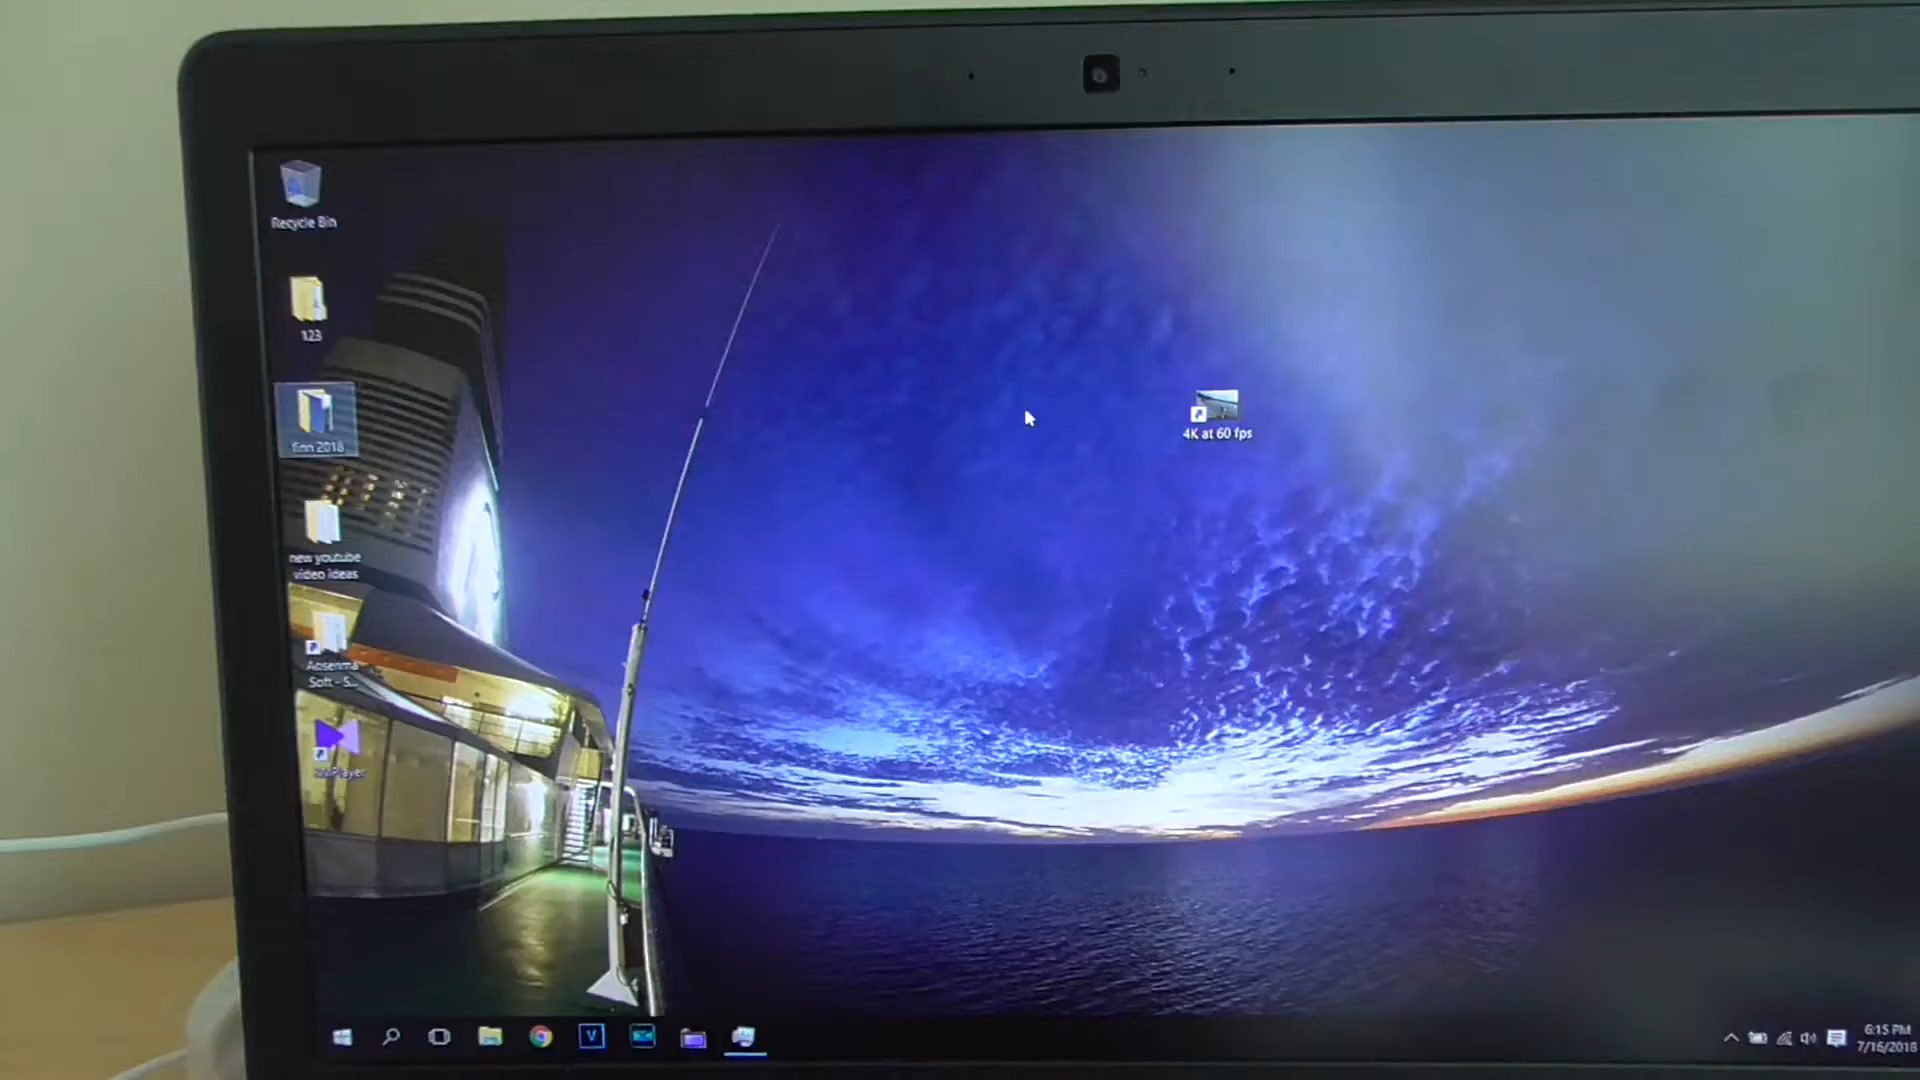 Recycle Bin
123
finn 2018
new youtube
video ideas
Soft - S...
4K at 60 fps
V
6:15 PM
7/16/2018